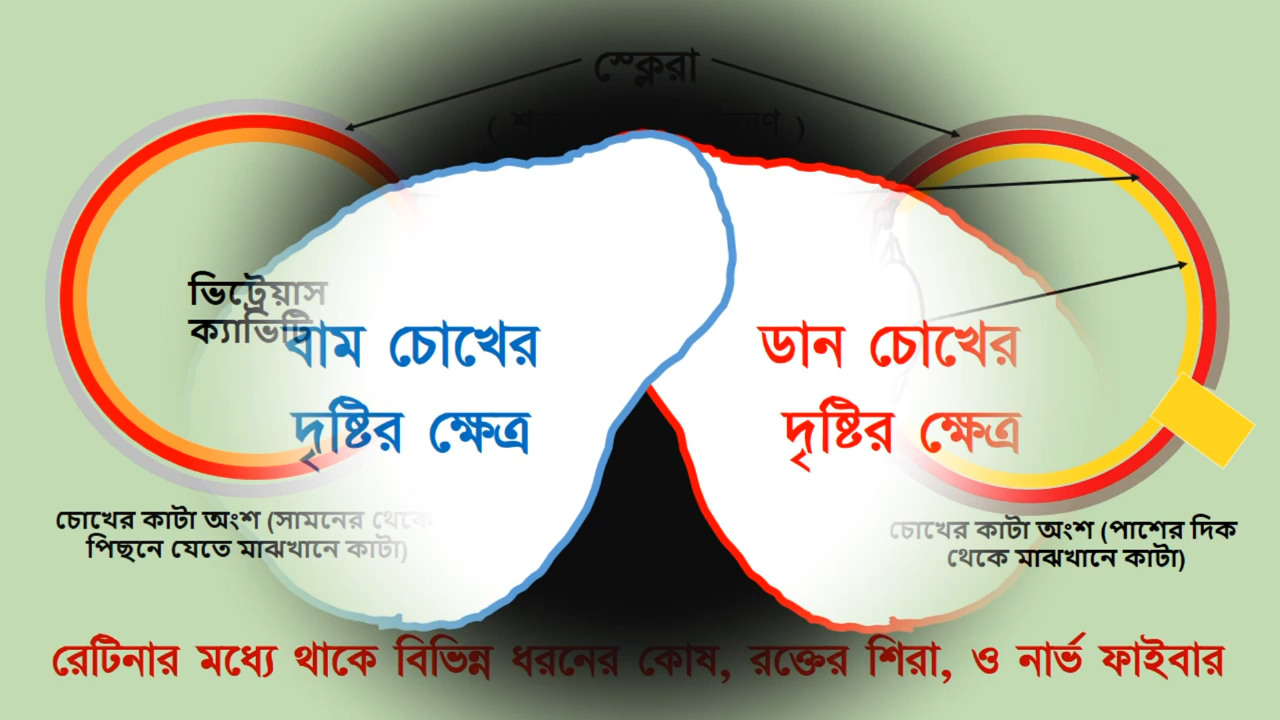 স্ক্লেরা
ভিট্রেয়াস
ক্যাভিটি
বাম চোখের
দৃষ্টির ক্ষেত্র
ডান চোখের
দৃষ্টির ক্ষেত্র
চোখের কাটা অংশ (সামনের থেকে
পিছনে যেতে মাঝখানে কাটা)
চোখের কাটা অংশ (পাশের দিক
থেকে মাঝখানে কাটা)
রেটিনার মধ্যে থাকে বিভিন্ন ধরনের কোষ, রক্তের শিরা, ও নার্ভ ফাইবার